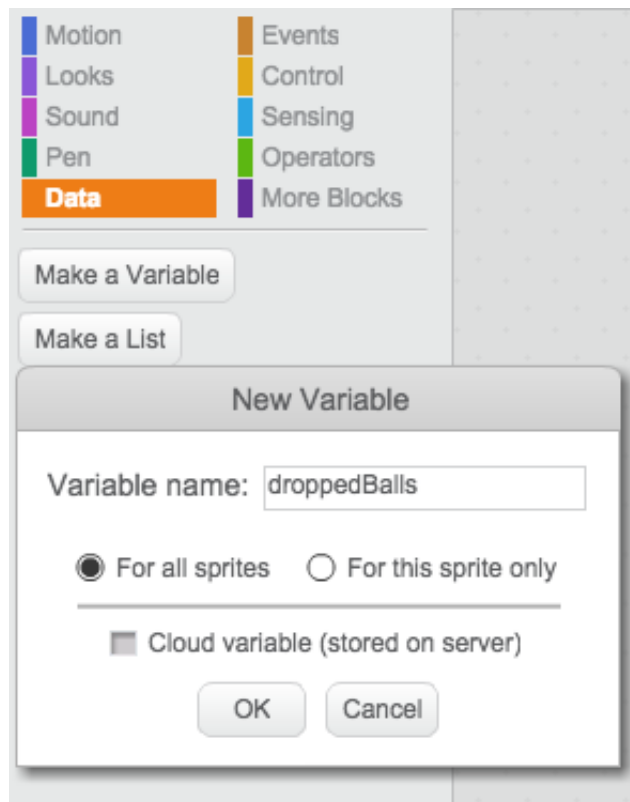 Motion Events
Looks Control
Sound Sensing
Pen Operators
Data More Blocks
Make a Variable
Make a List
New Variable
Variable name: droppedBalls
For all sprites For this sprite only
Cloud variable (stored on server)
OK Cancel